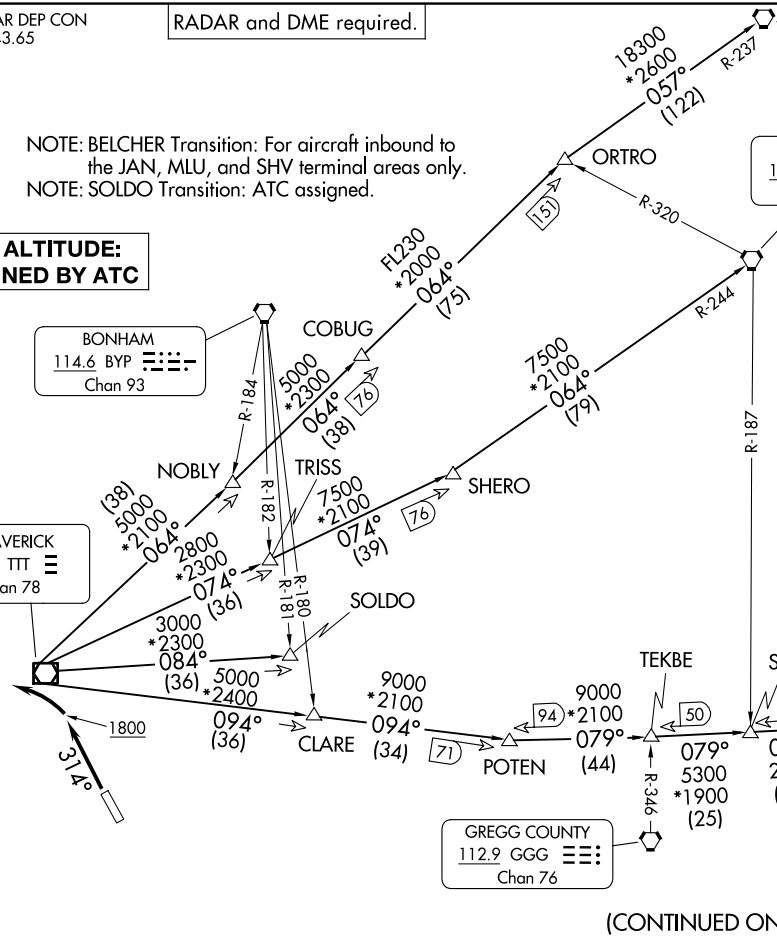 AR DEP CON
3.65
RADAR and DME required.
NOTE: BELCHER Transition: For aircraft inbound to
the JAN, MLU, and SHV terminal areas only.
NOTE: SOLDO Transition: ATC assigned.
ALTITUDE:
NED BY ATC
18300
*2600
057°
(122)
R-237
ORTRO
151
R-320
1
FL230
*2000
064°
(75)
R-244
BONHAM
114.6 BYP
Chan 93
COBUG
5000
*2300
064°
(38)
76
R-184
7500
*2100
064°
(79)
R-187
NOBLY
R-182
TRISS
7500
*2100
074°
(39)
76
SHERO
(38)
5000
*2100
064°
2800
*2300
074°
(36)
R-181
R-180
VERICK
TTT
an 78
3000
*2300
084°
(36)
SOLDO
5000
*2400
094°
(36)
CLARE
9000
*2100
094°
(34)
71
94
POTEN
9000
*2100
079°
(44)
TEKBE
50
079°
5300
*1900
(25)
S
0
2
(
1800
314°
R-346
GREGG COUNTY
112.9 GGG
Chan 76
(CONTINUED ON